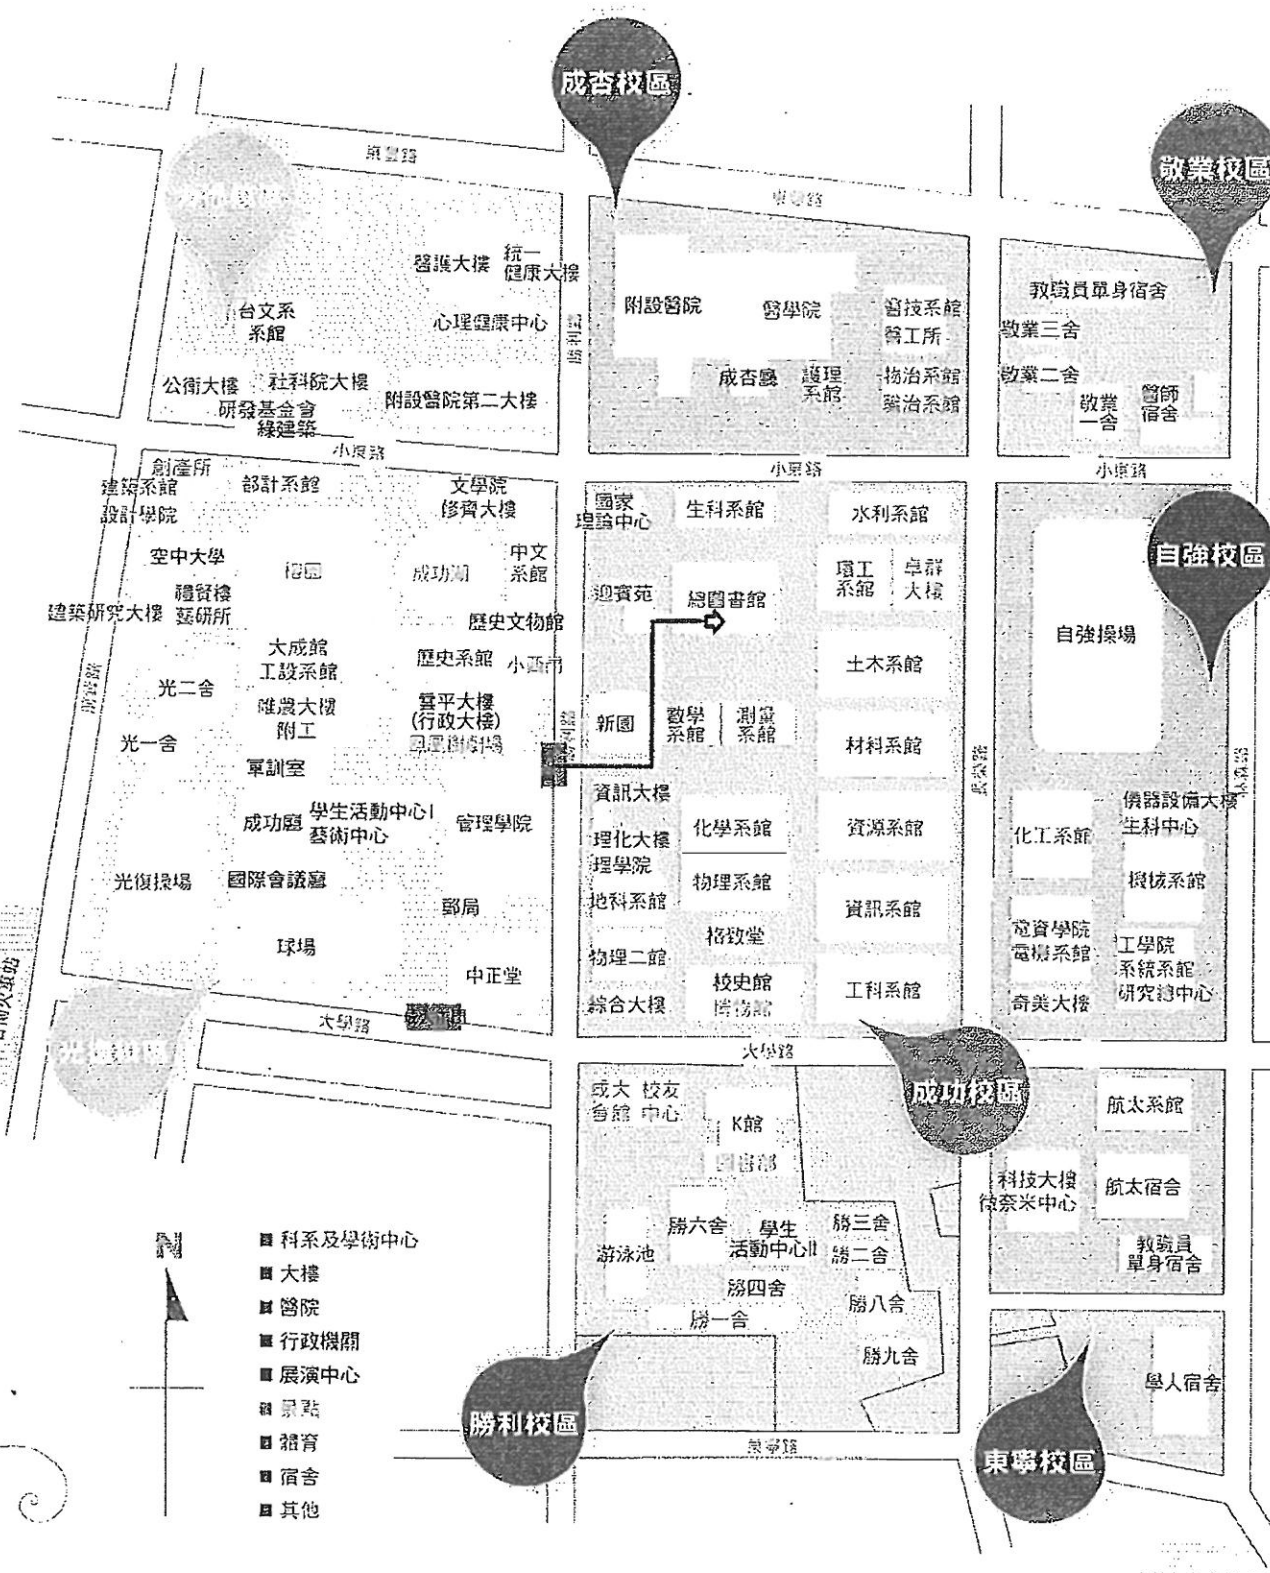 成杏校區
敬業校區
東豐路
醫護大樓
統一
健康大樓
台文系
系館
心理健康中心
公衛大樓
社科院大樓
研發基金會
綠建築
附設醫院第二大樓
附設醫院
醫學院
醫技系館
醫工所
成杏廳
護理
系館
物治系館
職治系館
教職員單身宿舍
敬業三舍
敬業二舍
敬業
一舍
醫師
宿舍
小東路
小東路
小東路
創產所
建築系館
設計學院
都計系館
文學院
修齊大樓
空中大學
榕園
成功湖
中文
系館
禮賢樓
藝研所
建築研究大樓
歷史文物館
大成館
工設系館
歷史系館
小西門
光二舍
唯農大樓
附工
雲平大樓
(行政大樓)
光一舍
軍訓室
成功廳
學生活動中心I
藝術中心
管理學院
光復操場
國際會議廳
郵局
球場
中正堂
大學路
國家
理論中心
生科系館
水利系館
迎賓苑
總圖書館
環工
系館
卓群
大樓
土木系館
新園
數學
系館
測量
系館
材料系館
資訊大樓
理化大樓
理學院
化學系館
資源系館
地科系館
物理系館
資訊系館
物理二館
格致堂
綜合大樓
校史館
博物館
工科系館
大學路
長榮路
自強校區
自強操場
儀器設備大樓
生科中心
化工系館
機械系館
電資學院
電機系館
工學院
系統系館
研究總中心
奇美大樓
成功校區
成大
會館
校友
中心
K館
圖書部
勝六舍
學生
活動中心II
勝三舍
游泳池
勝二舍
勝四舍
勝一舍
勝八舍
勝九舍
勝利校區
航太系館
科技大樓
微奈米中心
航太宿舍
教職員
單身宿舍
學人宿舍
東寧校區
東寧路
N
科系及學術中心
大樓
醫院
行政機關
展演中心
景點
體育
宿舍
其他